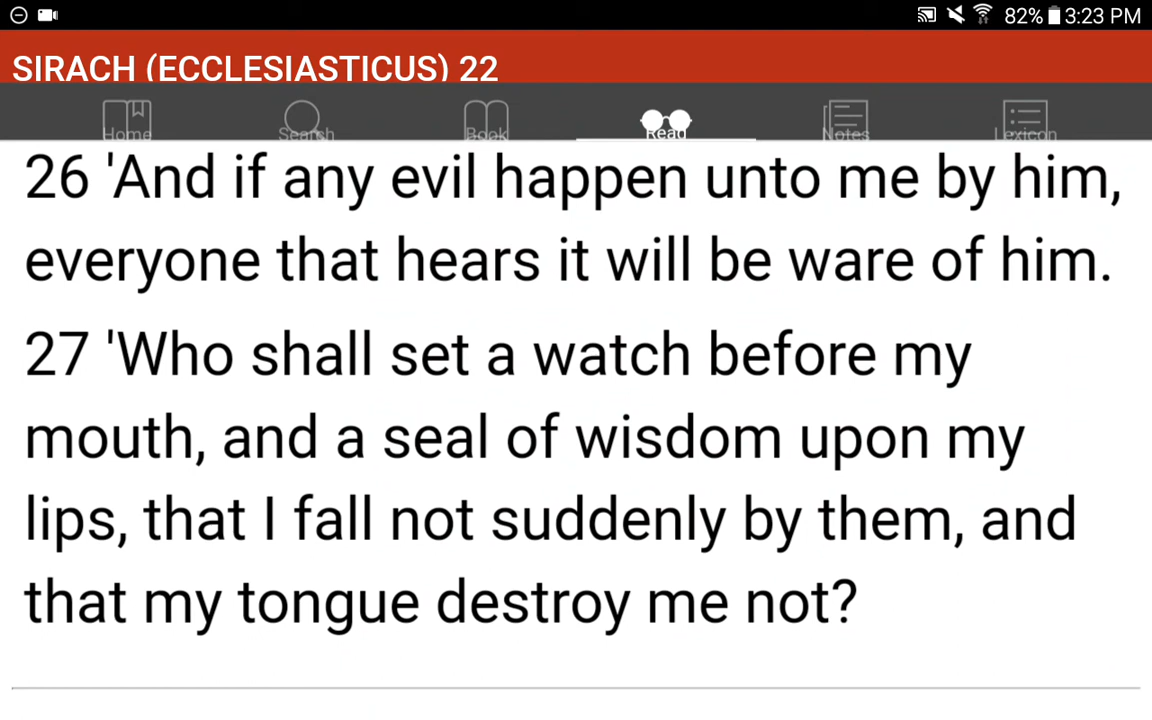 82% 3:23 PM
SIRACH (ECCLESIASTICUS) 22
Home Search Book Read Notes Lexicon
26 'And if any evil happen unto me by him,
everyone that hears it will be ware of him.
27 'Who shall set a watch before my
mouth, and a seal of wisdom upon my
lips, that I fall not suddenly by them, and
that my tongue destroy me not?